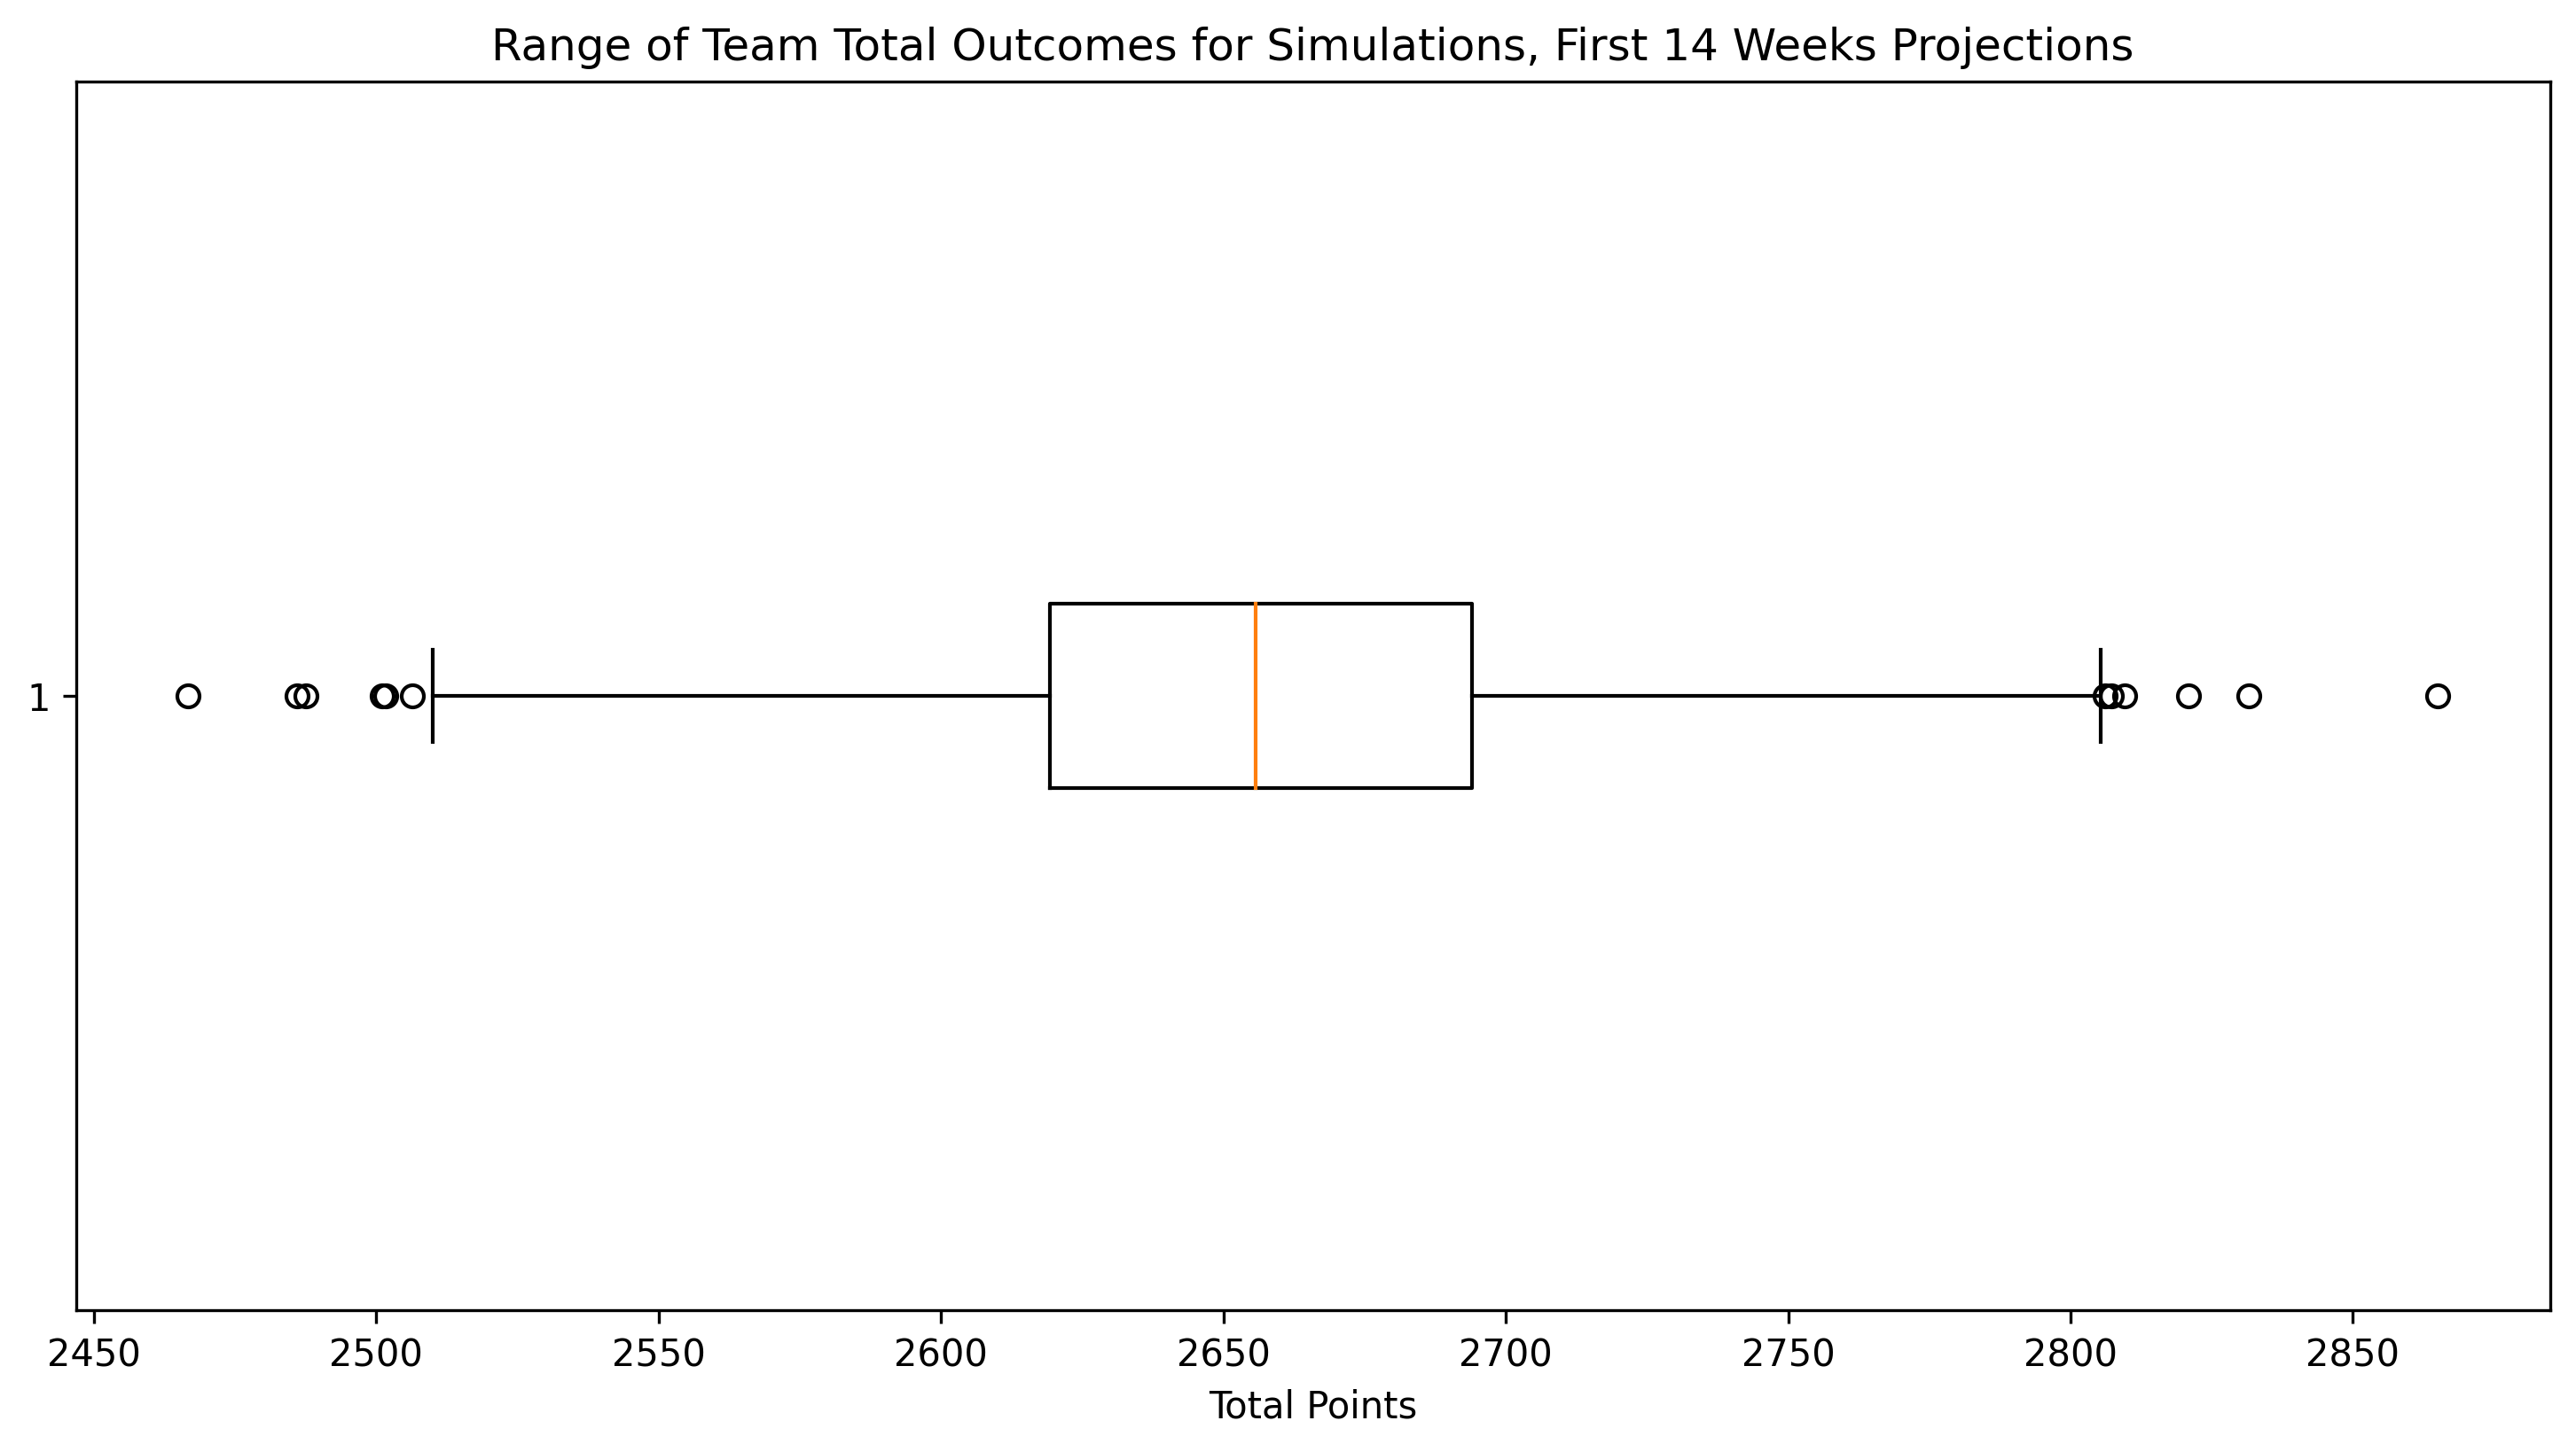 Range of Team Total Outcomes for Simulations, First 14 Weeks Projections
1
2450 2500 2550 2600 2650 2700 2750 2800 2850
Total Points